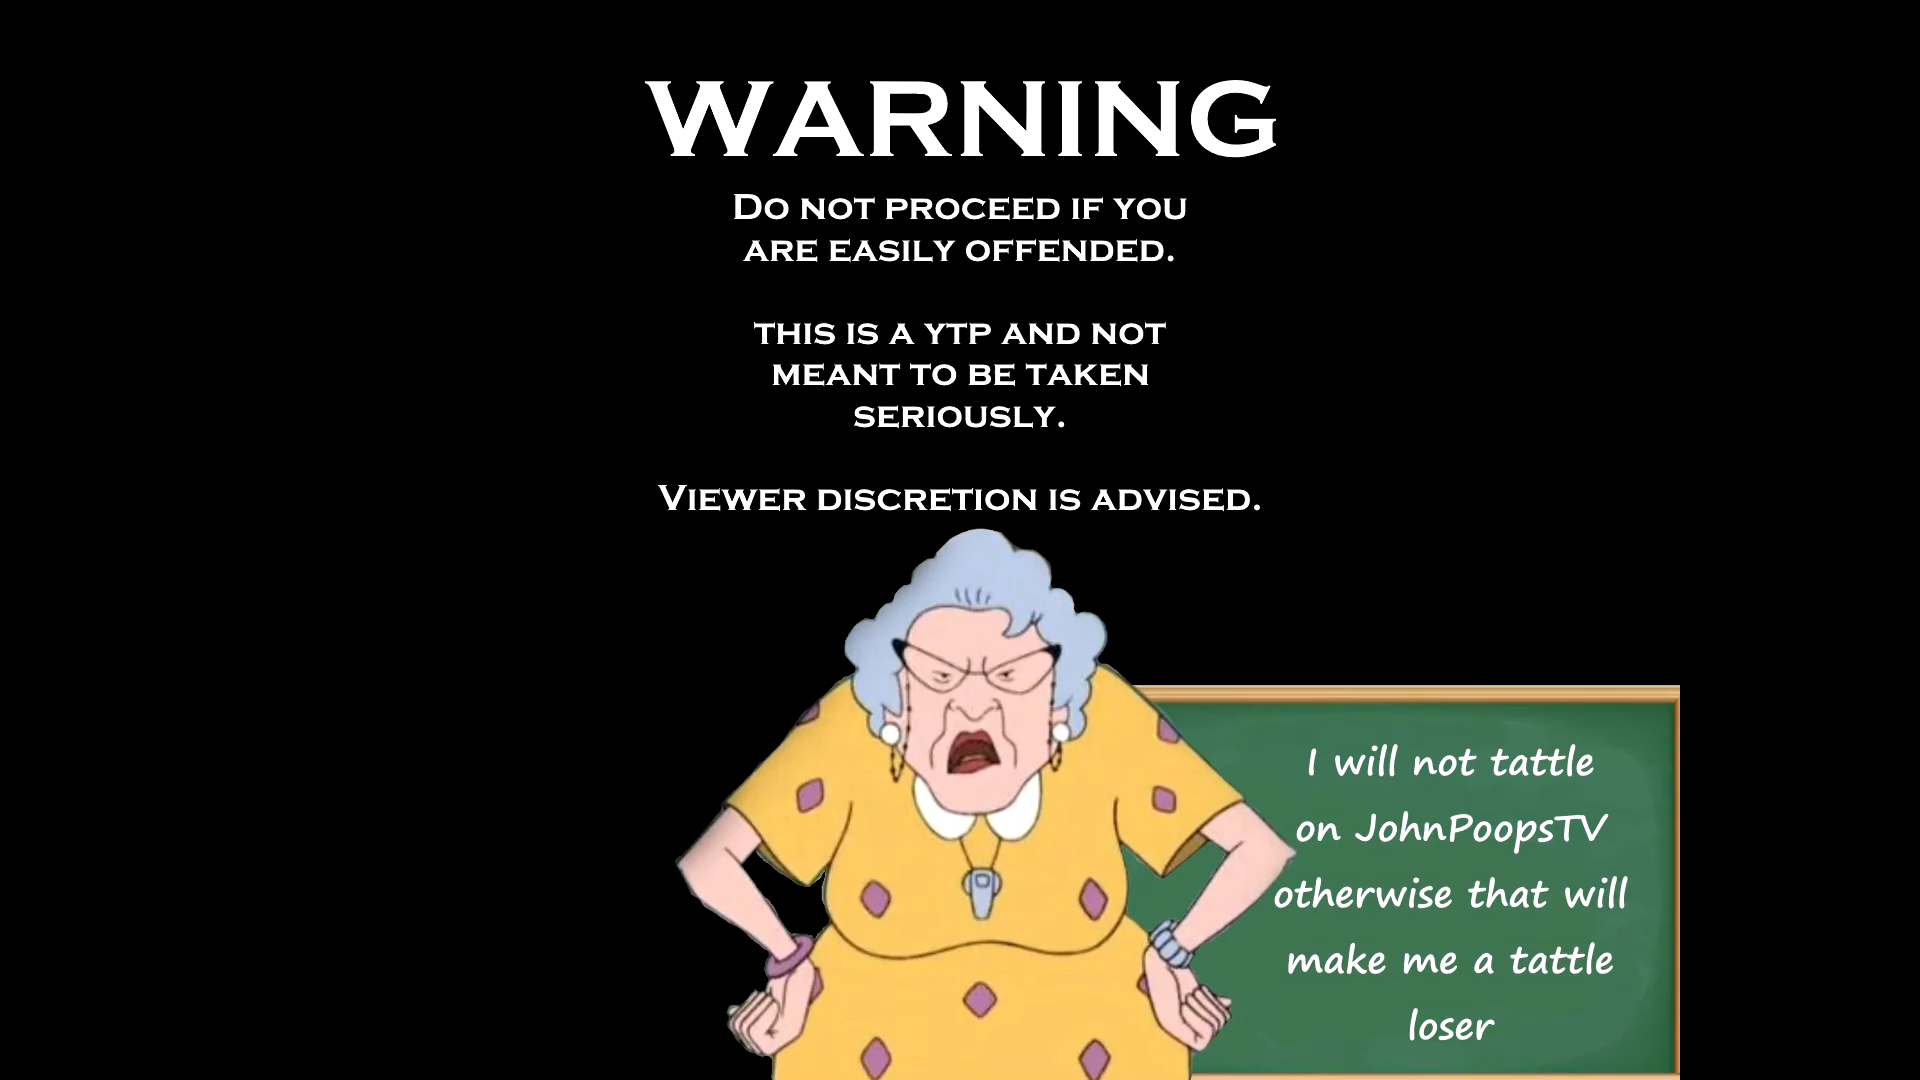 WARNING
Do not proceed if you
are easily offended.
this is a ytp and not
meant to be taken
seriously.
Viewer discretion is advised.
I will not tattle
on JohnPoopsTV
otherwise that will
make me a tattle
loser